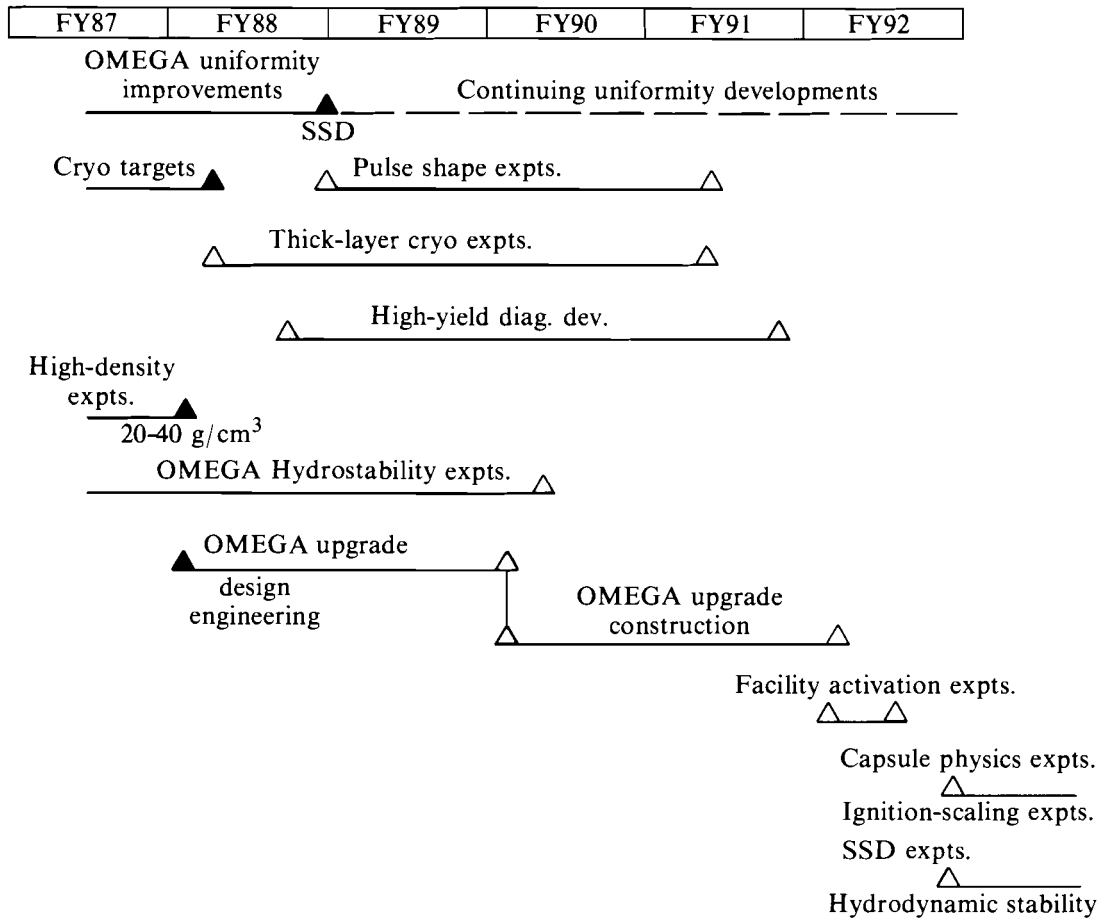 FY87 FY88 FY89 FY90 FY91 FY92
OMEGA uniformity
improvements
Continuing uniformity developments
SSD
Cryo targets
Pulse shape expts.
Thick-layer cryo expts.
High-yield diag. dev.
High-density
expts.
20-40 g/cm³
OMEGA Hydrostability expts.
OMEGA upgrade
design
engineering
OMEGA upgrade
construction
Facility activation expts.
Capsule physics expts.
Ignition-scaling expts.
SSD expts.
Hydrodynamic stability